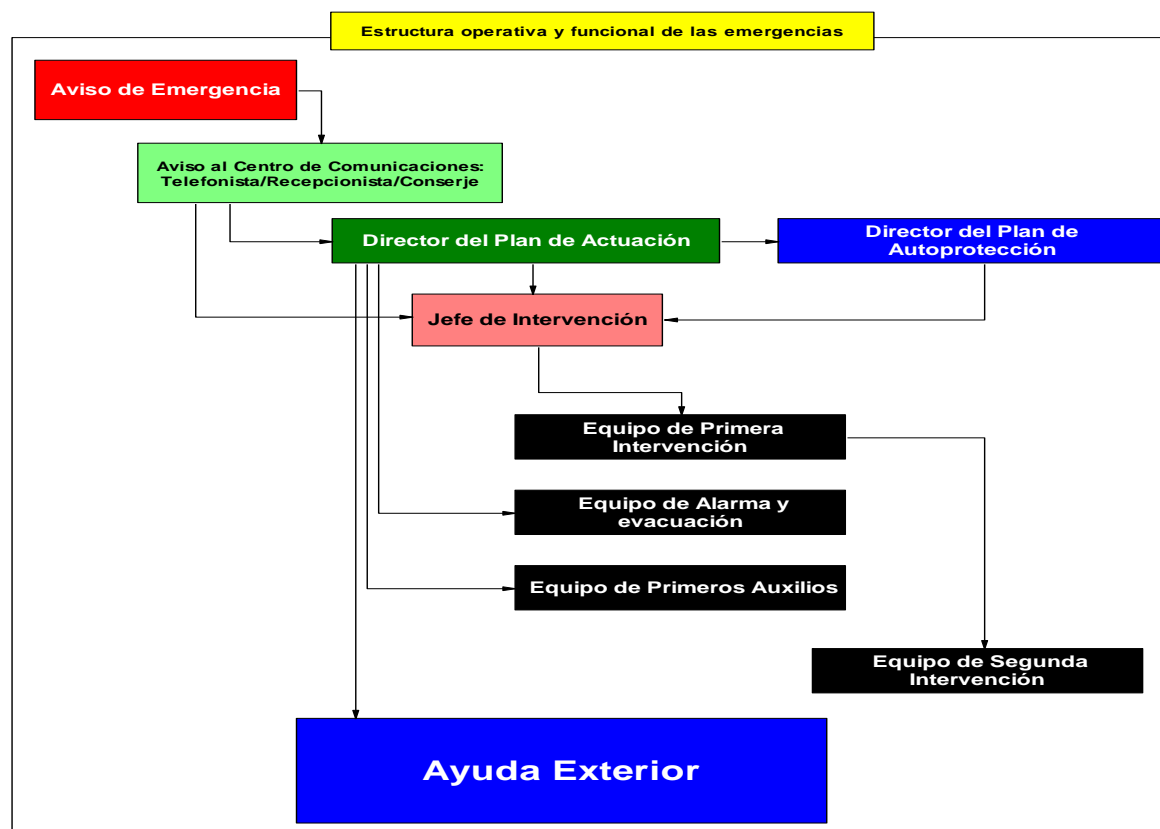 Estructura operativa y funcional de las emergencias
Aviso de Emergencia
Aviso al Centro de Comunicaciones:
Telefonista/Recepcionista/Conserje
Director del Plan de Actuación
Director del Plan de
Autoprotección
Jefe de Intervención
Equipo de Primera
Intervención
Equipo de Alarma y
evacuación
Equipo de Primeros Auxilios
Equipo de Segunda
Intervención
Ayuda Exterior